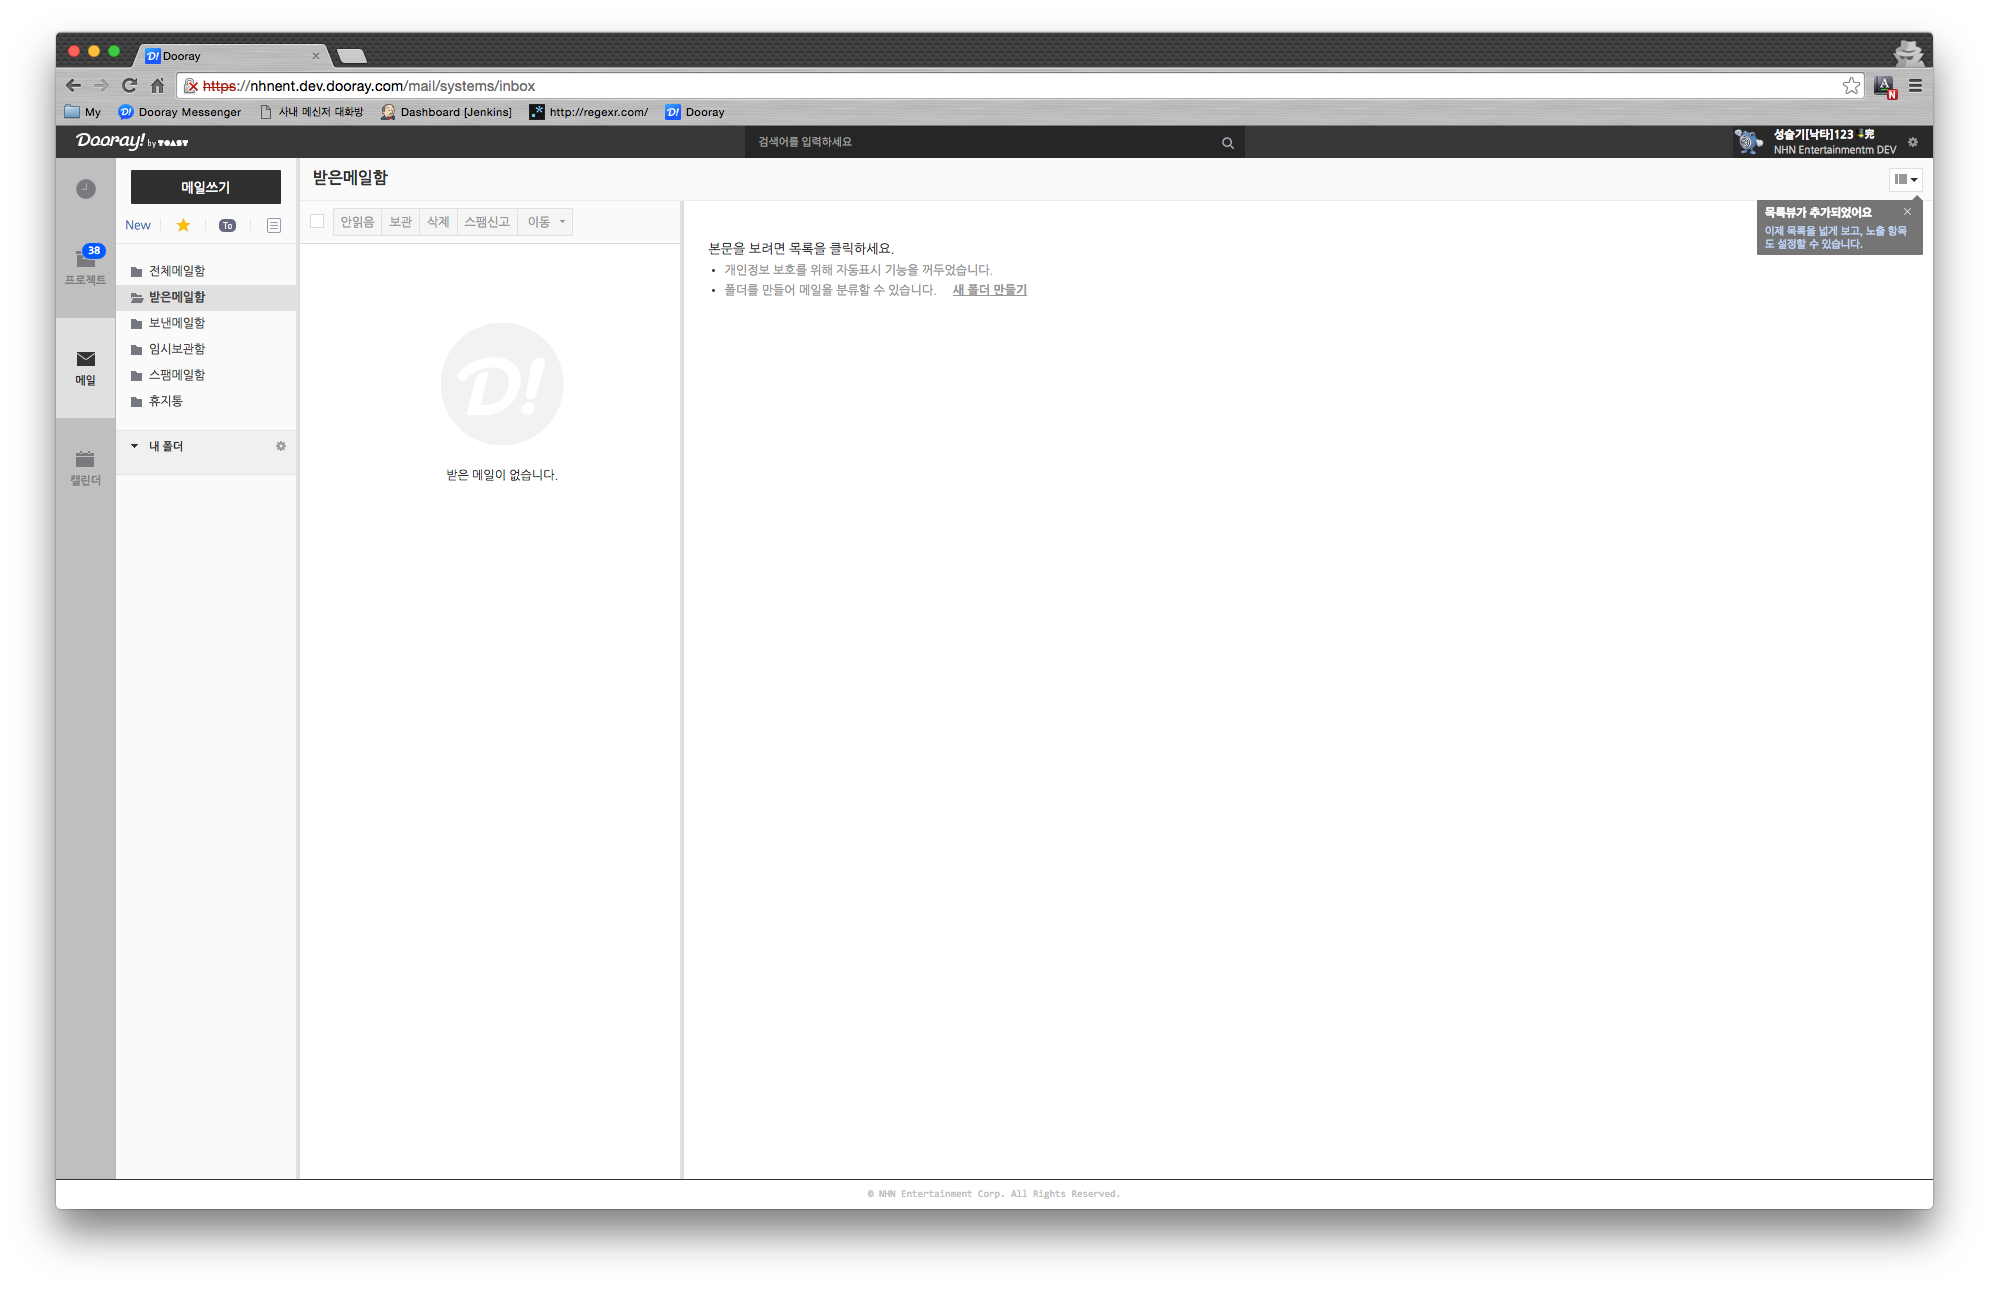 D! Dooray
https://nhnent.dev.dooray.com/mail/systems/inbox
My
D! Dooray Messenger
사내 메신저 대화방
Dashboard [Jenkins]
.* http://regexr.com/
D! Dooray
A N
Dooray! by TOAST
검색어를 입력하세요
성슬기[낙타]123
NHN Entertainmentm DEV
38
프로젝트
메일
캘린더
메일쓰기
New
To
전체메일함
받은메일함
보낸메일함
임시보관함
스팸메일함
휴지통
내 폴더
받은메일함
안읽음 보관 삭제 스팸신고 이동
D!
받은 메일이 없습니다.
본문을 보려면 목록을 클릭하세요.
• 개인정보 보호를 위해 자동표시 기능을 꺼두었습니다.
• 폴더를 만들어 메일을 분류할 수 있습니다. 새 폴더 만들기
목록뷰가 추가되었어요
이제 목록을 넓게 보고, 노출 항목
도 설정할 수 있습니다.
© NHN Entertainment Corp. All Rights Reserved.